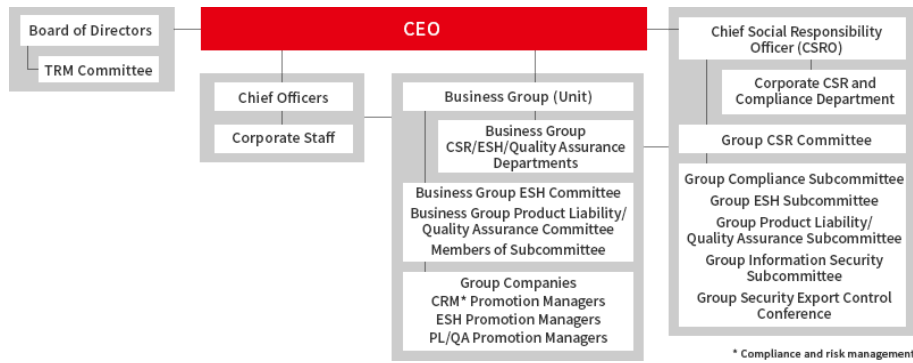 CEO
Board of Directors
TRM Committee
Chief Officers
Corporate Staff
Business Group (Unit)
Business Group
CSR/ESH/Quality Assurance
Departments
Business Group ESH Committee
Business Group Product Liability/
Quality Assurance Committee
Members of Subcommittee
Group Companies
CRM* Promotion Managers
ESH Promotion Managers
PL/QA Promotion Managers
Chief Social Responsibility
Officer (CSRO)
Corporate CSR and
Compliance Department
Group CSR Committee
Group Compliance Subcommittee
Group ESH Subcommittee
Group Product Liability/
Quality Assurance Subcommittee
Group Information Security
Subcommittee
Group Security Export Control
Conference
* Compliance and risk management